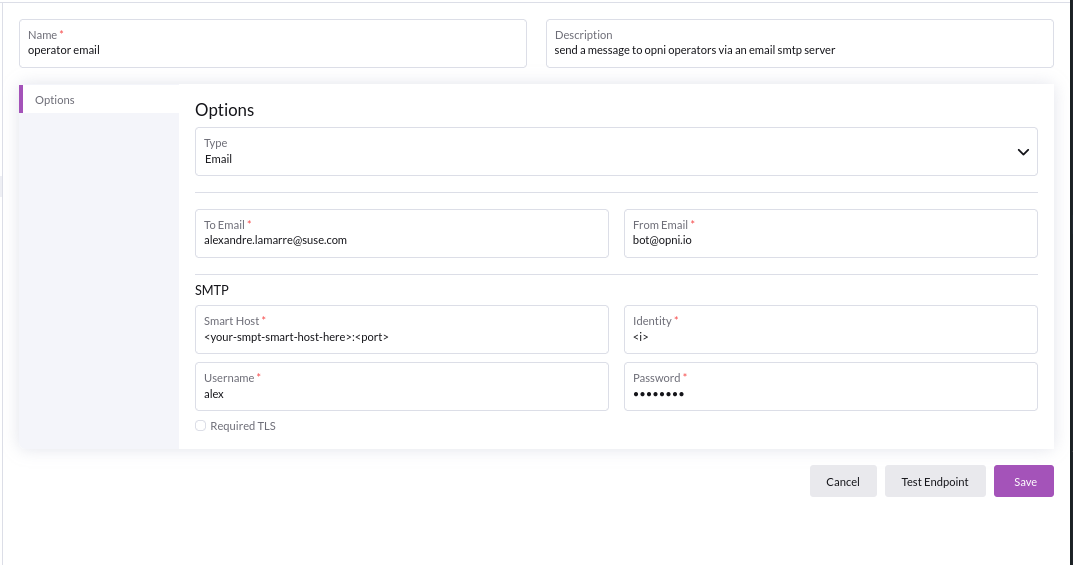 Name *
operator email
Description
send a message to opni operators via an email smtp server
Options
Options
Type
Email
To Email *
alexandre.lamarre@suse.com
From Email *
bot@opni.io
SMTP
Smart Host *
<your-smpt-smart-host-here>:<port>
Identity *
<i>
Username *
alex
Password *
••••••••
Required TLS
Cancel
Test Endpoint
Save